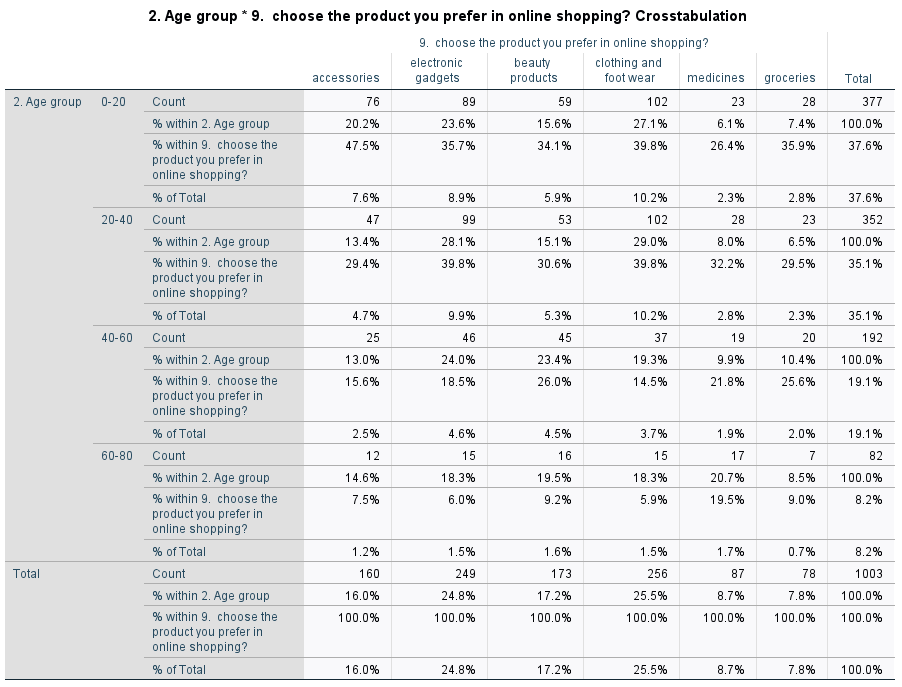 2. Age group * 9.  choose the product you prefer in online shopping? Crosstabulation
9.  choose the product you prefer in online shopping?
accessories electronic gadgets beauty products clothing and foot wear medicines groceries Total
2. Age group 0-20 Count 76 89 59 102 23 28 377
% within 2. Age group 20.2% 23.6% 15.6% 27.1% 6.1% 7.4% 100.0%
% within 9.  choose the product you prefer in online shopping? 47.5% 35.7% 34.1% 39.8% 26.4% 35.9% 37.6%
% of Total 7.6% 8.9% 5.9% 10.2% 2.3% 2.8% 37.6%
20-40 Count 47 99 53 102 28 23 352
% within 2. Age group 13.4% 28.1% 15.1% 29.0% 8.0% 6.5% 100.0%
% within 9.  choose the product you prefer in online shopping? 29.4% 39.8% 30.6% 39.8% 32.2% 29.5% 35.1%
% of Total 4.7% 9.9% 5.3% 10.2% 2.8% 2.3% 35.1%
40-60 Count 25 46 45 37 19 20 192
% within 2. Age group 13.0% 24.0% 23.4% 19.3% 9.9% 10.4% 100.0%
% within 9.  choose the product you prefer in online shopping? 15.6% 18.5% 26.0% 14.5% 21.8% 25.6% 19.1%
% of Total 2.5% 4.6% 4.5% 3.7% 1.9% 2.0% 19.1%
60-80 Count 12 15 16 15 17 7 82
% within 2. Age group 14.6% 18.3% 19.5% 18.3% 20.7% 8.5% 100.0%
% within 9.  choose the product you prefer in online shopping? 7.5% 6.0% 9.2% 5.9% 19.5% 9.0% 8.2%
% of Total 1.2% 1.5% 1.6% 1.5% 1.7% 0.7% 8.2%
Total Count 160 249 173 256 87 78 1003
% within 2. Age group 16.0% 24.8% 17.2% 25.5% 8.7% 7.8% 100.0%
% within 9.  choose the product you prefer in online shopping? 100.0% 100.0% 100.0% 100.0% 100.0% 100.0% 100.0%
% of Total 16.0% 24.8% 17.2% 25.5% 8.7% 7.8% 100.0%